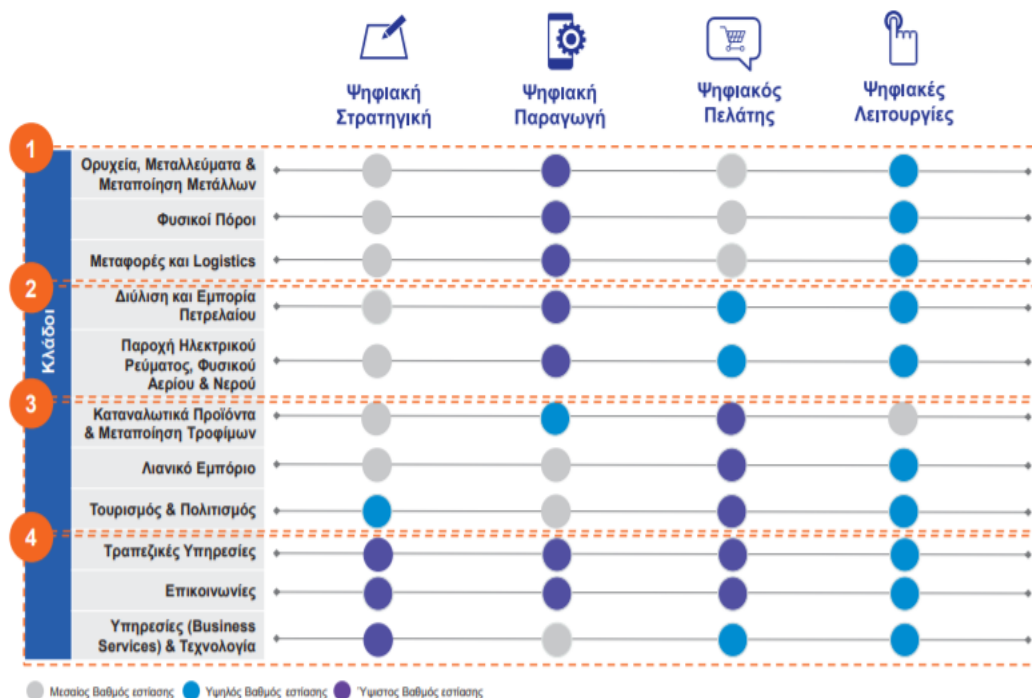 Ψηφιακή
Στρατηγική
Ψηφιακή
Παραγωγή
Ψηφιακός
Πελάτης
Ψηφιακές
Λειτουργίες
1
Ορυχεία, Μεταλλεύματα &
Μεταποίηση Μετάλλων
Φυσικοί Πόροι
Μεταφορές και Logistics
2
Κλάδοι
Διύλιση και Εμπορία
Πετρελαίου
Παροχή Ηλεκτρικού
Ρεύματος, Φυσικού
Αερίου & Νερού
3
Καταναλωτικά Προϊόντα
& Μεταποίηση Τροφίμων
Λιανικό Εμπόριο
Τουρισμός & Πολιτισμός
4
Τραπεζικές Υπηρεσίες
Επικοινωνίες
Υπηρεσίες (Business
Services) & Τεχνολογία
Μεσαίος Βαθμός εστίασης Υψηλός Βαθμός εστίασης Ύψιστος Βαθμός εστίασης